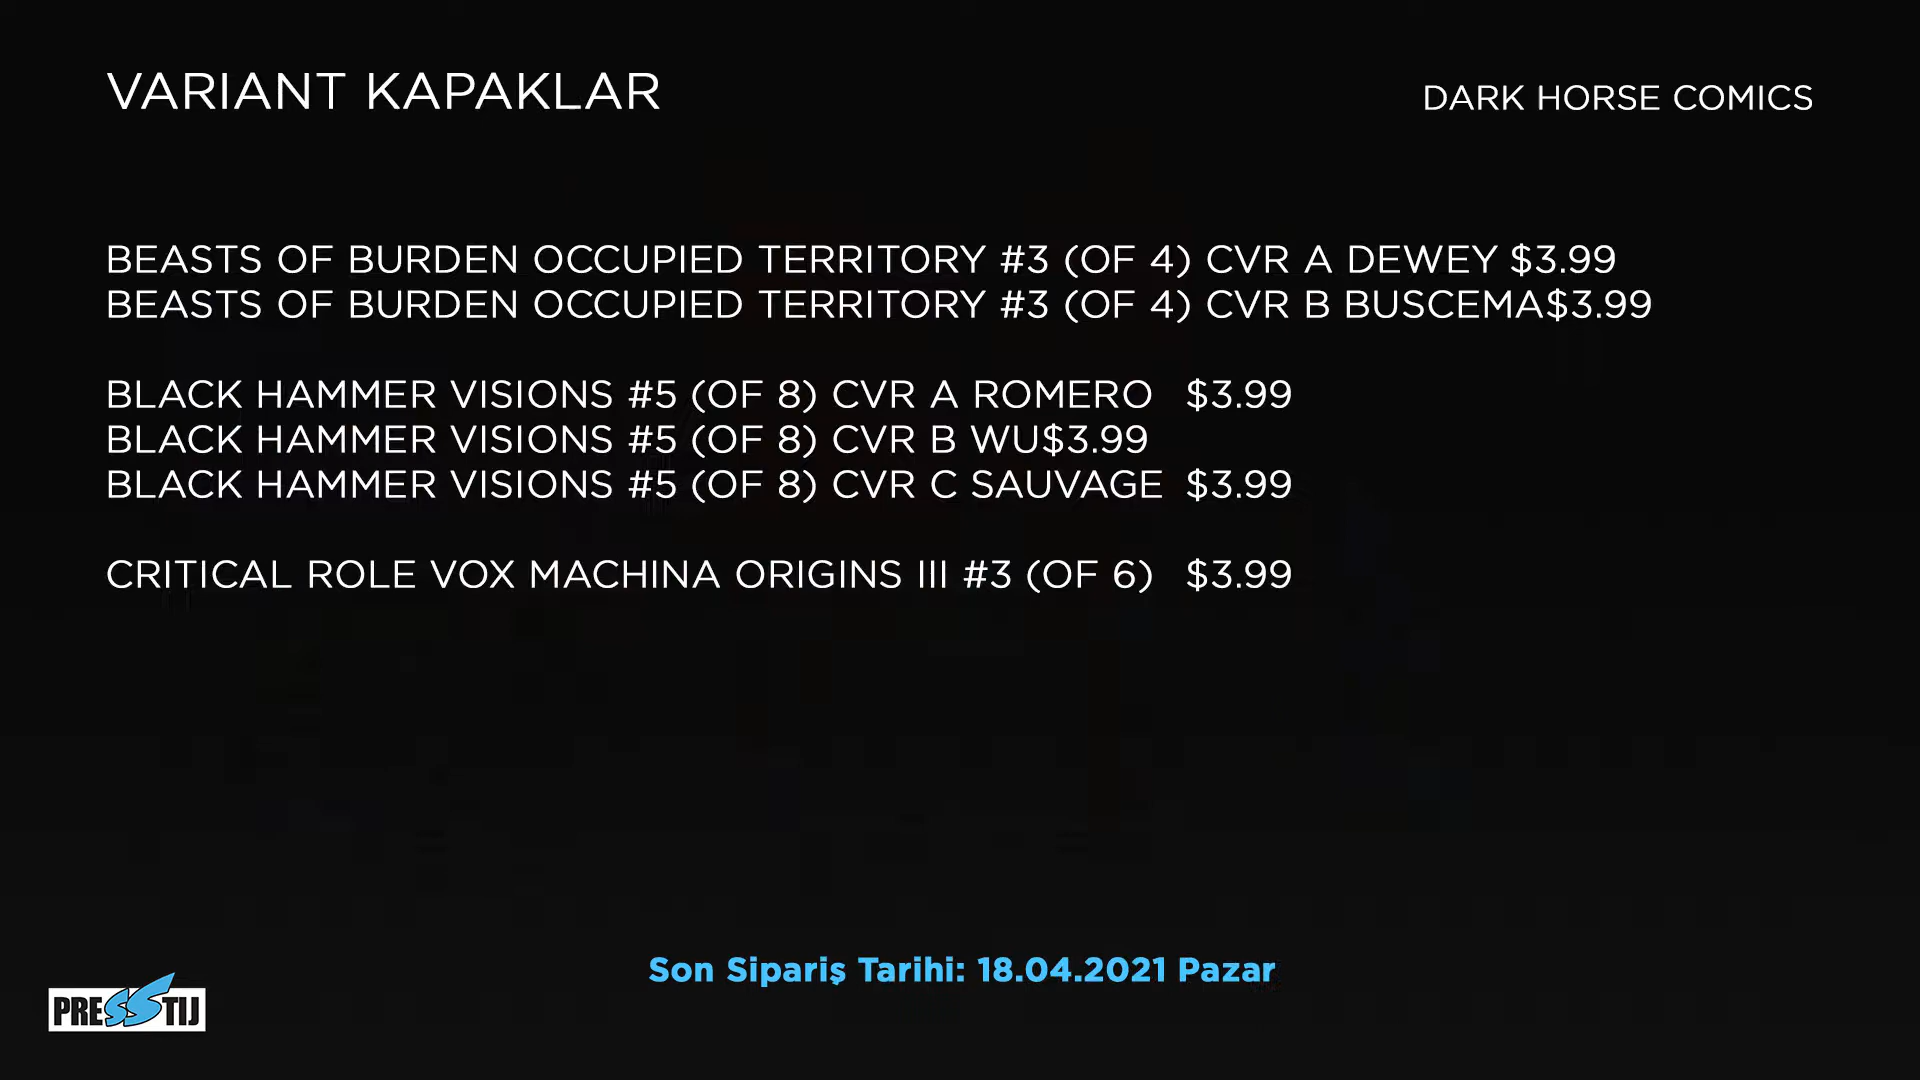 VARIANT KAPAKLAR
DARK HORSE COMICS
BEASTS OF BURDEN OCCUPIED TERRITORY #3 (OF 4) CVR A DEWEY $3.99
BEASTS OF BURDEN OCCUPIED TERRITORY #3 (OF 4) CVR B BUSCEMA$3.99
BLACK HAMMER VISIONS #5 (OF 8) CVR A ROMERO $3.99
BLACK HAMMER VISIONS #5 (OF 8) CVR B WU$3.99
BLACK HAMMER VISIONS #5 (OF 8) CVR C SAUVAGE $3.99
CRITICAL ROLE VOX MACHINA ORIGINS III #3 (OF 6) $3.99
Son Sipariş Tarihi: 18.04.2021 Pazar
PRESSTIJ